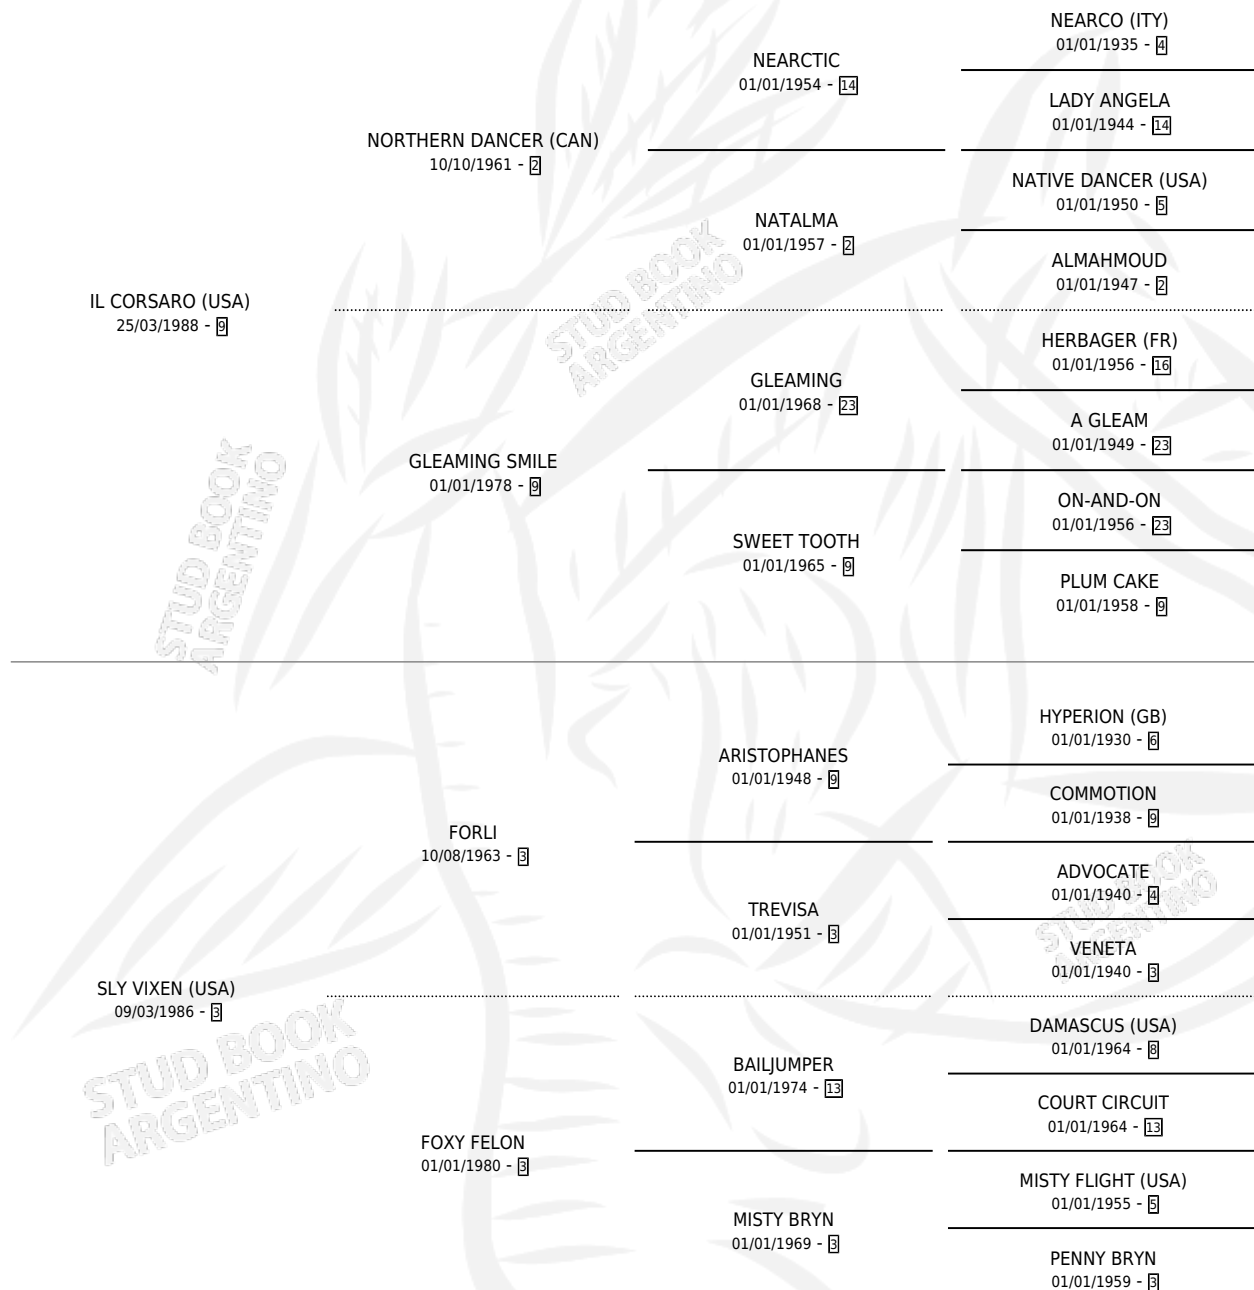 NEARCO (ITY)
01/01/1935 - 4
NEARCTIC
01/01/1954 - 14
LADY ANGELA
01/01/1944 - 14
NORTHERN DANCER (CAN)
10/10/1961 - 2
NATIVE DANCER (USA)
01/01/1950 - 5
NATALMA
01/01/1957 - 2
ALMAHMOUD
01/01/1947 - 2
IL CORSARO (USA)
25/03/1988 - 9
HERBAGER (FR)
01/01/1956 - 16
GLEAMING
01/01/1968 - 23
A GLEAM
01/01/1949 - 23
GLEAMING SMILE
01/01/1978 - 9
ON-AND-ON
01/01/1956 - 23
SWEET TOOTH
01/01/1965 - 9
PLUM CAKE
01/01/1958 - 9
HYPERION (GB)
01/01/1930 - 6
ARISTOPHANES
01/01/1948 - 9
COMMOTION
01/01/1938 - 9
FORLI
10/08/1963 - 3
ADVOCATE
01/01/1940 - 4
TREVISA
01/01/1951 - 3
VENETA
01/01/1940 - 3
SLY VIXEN (USA)
09/03/1986 - 3
DAMASCUS (USA)
01/01/1964 - 8
BAILJUMPER
01/01/1974 - 13
COURT CIRCUIT
01/01/1964 - 13
FOXY FELON
01/01/1980 - 3
MISTY FLIGHT (USA)
01/01/1955 - 5
MISTY BRYN
01/01/1969 - 3
PENNY BRYN
01/01/1959 - 3
STUD BOOK
ARGENTINO
STUD BOOK
ARGENTINO
STUD BOOK
ARGENTINO
STUD BOOK
ARGENTINO